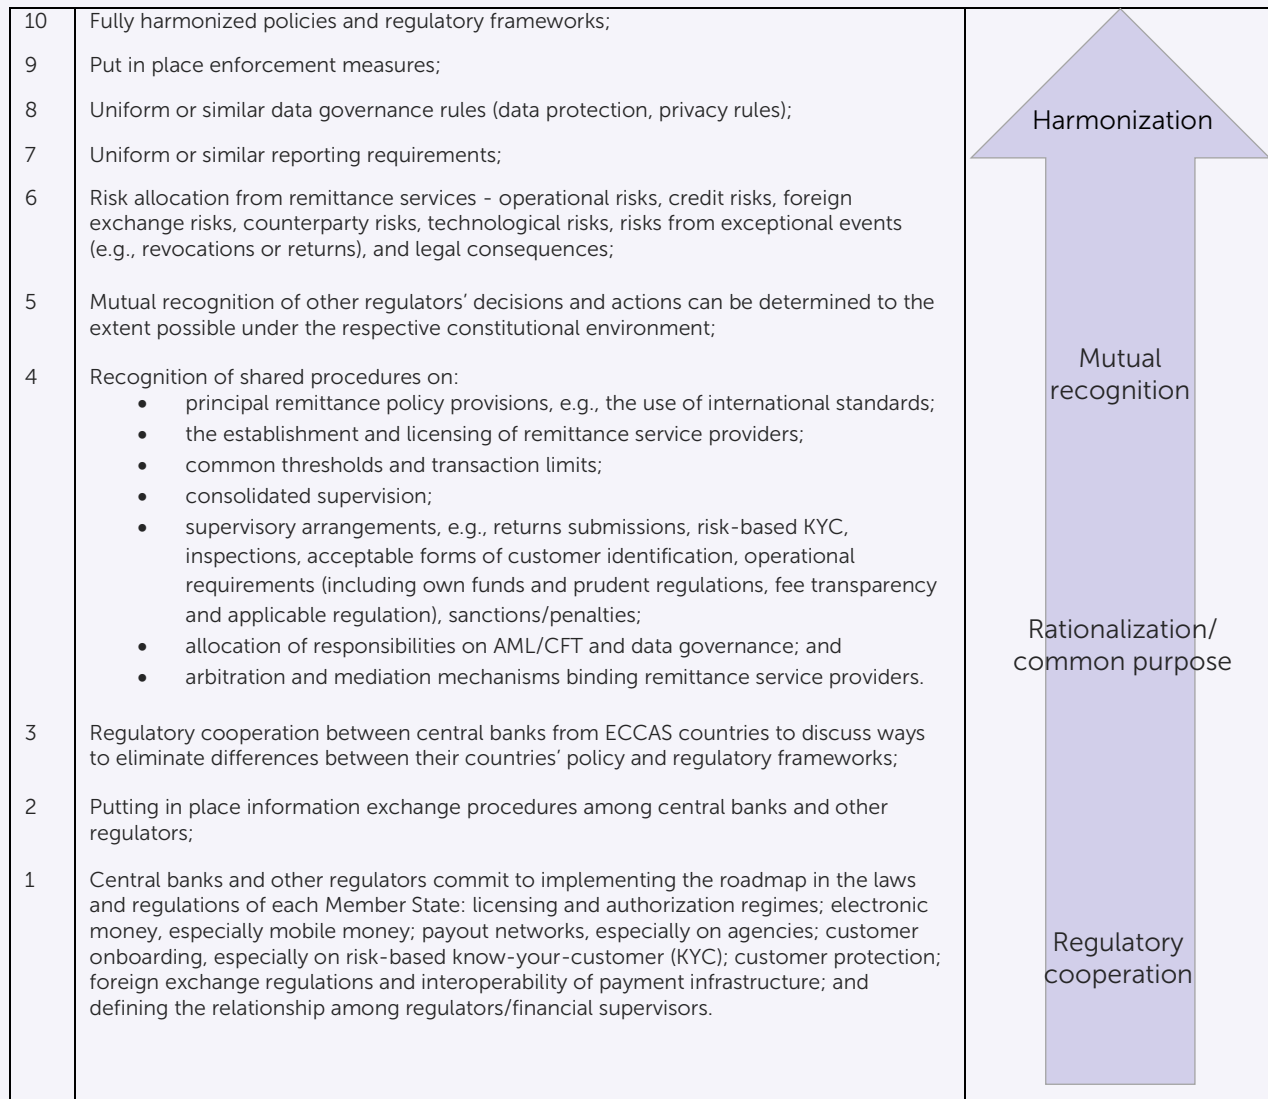 10 Fully harmonized policies and regulatory frameworks;
9 Put in place enforcement measures;
8 Uniform or similar data governance rules (data protection, privacy rules);
7 Uniform or similar reporting requirements;
6 Risk allocation from remittance services - operational risks, credit risks, foreign
exchange risks, counterparty risks, technological risks, risks from exceptional events
(e.g., revocations or returns), and legal consequences;
5 Mutual recognition of other regulators’ decisions and actions can be determined to the
extent possible under the respective constitutional environment;
4 Recognition of shared procedures on:
• principal remittance policy provisions, e.g., the use of international standards;
• the establishment and licensing of remittance service providers;
• common thresholds and transaction limits;
• consolidated supervision;
• supervisory arrangements, e.g., returns submissions, risk-based KYC,
inspections, acceptable forms of customer identification, operational
requirements (including own funds and prudent regulations, fee transparency
and applicable regulation), sanctions/penalties;
• allocation of responsibilities on AML/CFT and data governance; and
• arbitration and mediation mechanisms binding remittance service providers.
3 Regulatory cooperation between central banks from ECCAS countries to discuss ways
to eliminate differences between their countries’ policy and regulatory frameworks;
2 Putting in place information exchange procedures among central banks and other
regulators;
1 Central banks and other regulators commit to implementing the roadmap in the laws
and regulations of each Member State: licensing and authorization regimes; electronic
money, especially mobile money; payout networks, especially on agencies; customer
onboarding, especially on risk-based know-your-customer (KYC); customer protection;
foreign exchange regulations and interoperability of payment infrastructure; and
defining the relationship among regulators/financial supervisors.
Harmonization
Mutual
recognition
Rationalization/
common purpose
Regulatory
cooperation